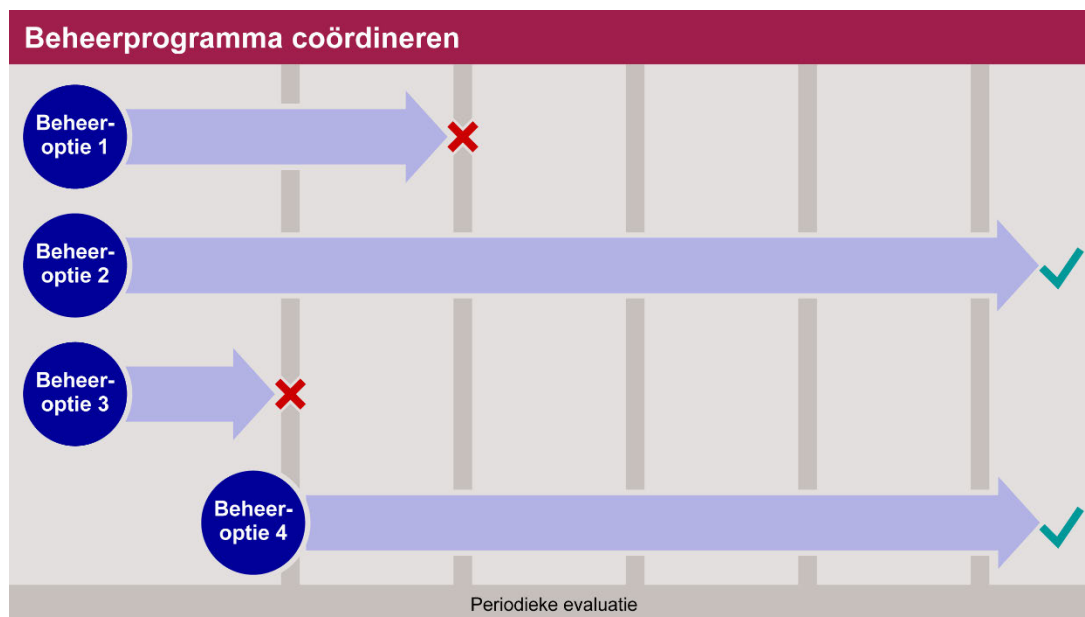 Beheerprogramma coördineren
Beheer-
optie 1
Beheer-
optie 2
Beheer-
optie 3
Beheer-
optie 4
Periodieke evaluatie